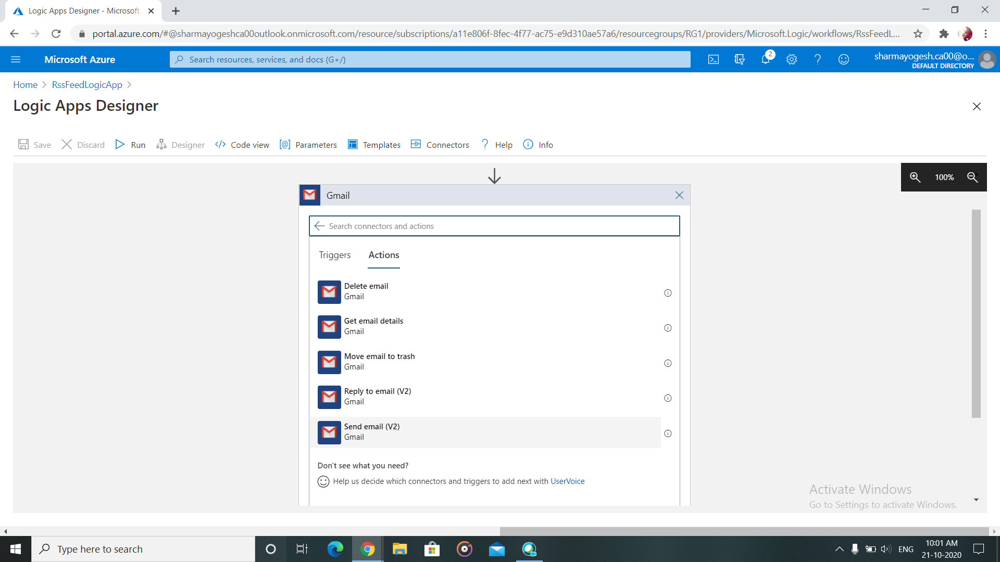 Logic Apps Designer - Microsoft
portal.azure.com/#@sharmayogeshca00outlook.onmicrosoft.com/resource/subscriptions/a11e806f-8fec-4f77-ac75-e9d310ae57a6/resourcegroups/RG1/providers/Microsoft.Logic/workflows/RssFeedL...
Microsoft Azure
Search resources, services, and docs (G+/)
2
sharmayogesh.ca00@o...
DEFAULT DIRECTORY
Home > RssFeedLogicApp >
Logic Apps Designer
Save Discard Run Designer Code view Parameters Templates Connectors Help Info
100%
Gmail
Search connectors and actions
Triggers Actions
Delete email
Gmail
Get email details
Gmail
Move email to trash
Gmail
Reply to email (V2)
Gmail
Send email (V2)
Gmail
Don't see what you need?
Help us decide which connectors and triggers to add next with UserVoice
Activate Windows
Go to Settings to activate Windows.
Type here to search
ENG
10:01 AM
21-10-2020